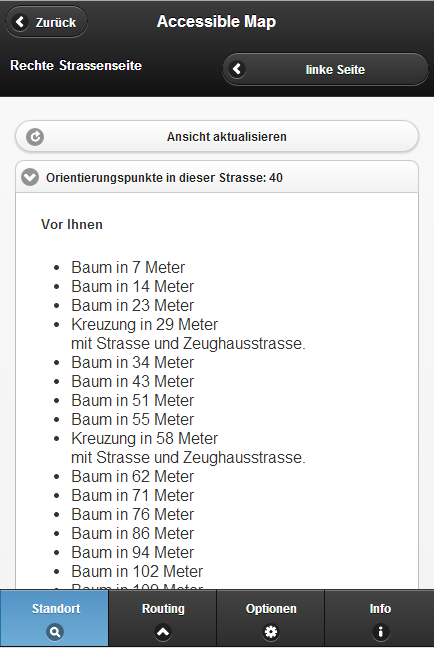 Zurück
Accessible Map
Rechte Strassenseite
linke Seite
Ansicht aktualisieren
Orientierungspunkte in dieser Strasse: 40
Vor Ihnen
Baum in 7 Meter
Baum in 14 Meter
Baum in 23 Meter
Kreuzung in 29 Meter
mit Strasse und Zeughausstrasse.
Baum in 34 Meter
Baum in 43 Meter
Baum in 51 Meter
Baum in 55 Meter
Kreuzung in 58 Meter
mit Strasse und Zeughausstrasse.
Baum in 62 Meter
Baum in 71 Meter
Baum in 76 Meter
Baum in 86 Meter
Baum in 94 Meter
Baum in 102 Meter
Baum in 109 Meter
Standort
Routing
Optionen
Info